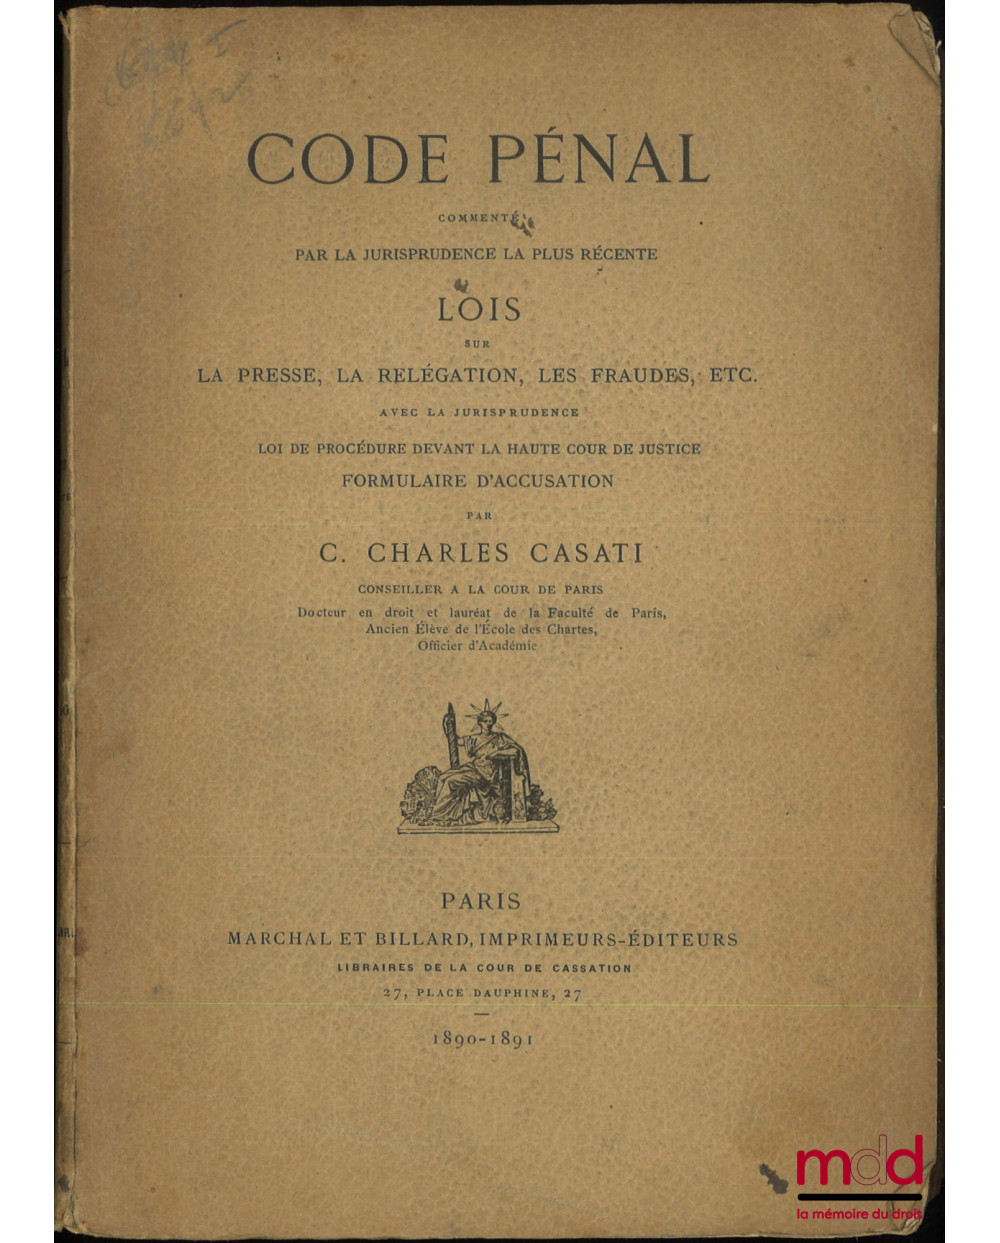 CODE PÉNAL
COMMENTÉ
PAR LA JURISPRUDENCE LA PLUS RÉCENTE
LOIS
SUR
LA PRESSE, LA RELÉGATION, LES FRAUDES, ETC.
AVEC LA JURISPRUDENCE
LOI DE PROCÉDURE DEVANT LA HAUTE COUR DE JUSTICE
FORMULAIRE D'ACCUSATION
PAR
C. CHARLES CASATI
CONSEILLER A LA COUR DE PARIS
Docteur en droit et lauréat de la Faculté de Paris,
Ancien Élève de l'École des Chartes,
Officier d'Académie
PARIS
MARCHAL ET BILLARD, IMPRIMEURS-ÉDITEURS
LIBRAIRES DE LA COUR DE CASSATION
27, PLACE DAUPHINE, 27
1890-1891
mdd
la mémoire du droit